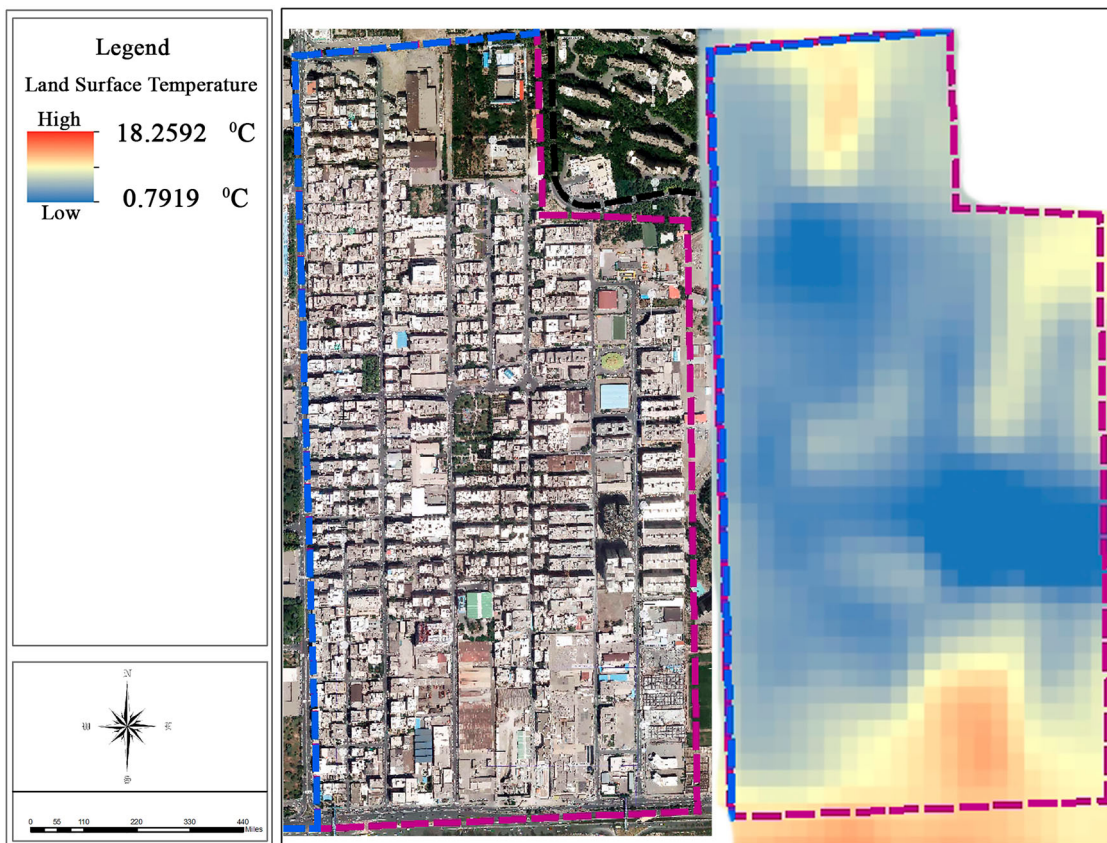 Legend
Land Surface Temperature
High
18.2592 ⁰C
0.7919 ⁰C
Low
N
S
0 55 110 220 330 440
Miles